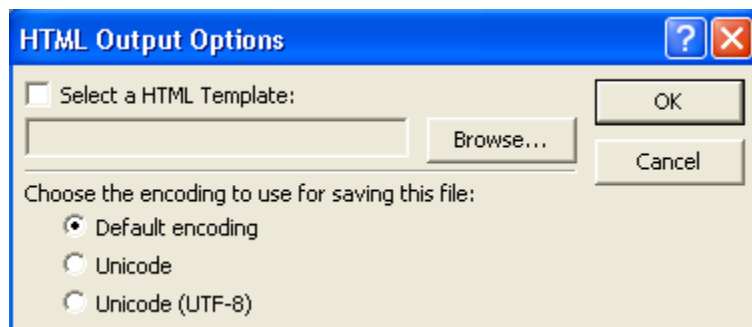 HTML Output Options
Select a HTML Template:
OK
Browse...
Cancel
Choose the encoding to use for saving this file:
Default encoding
Unicode
Unicode (UTF-8)